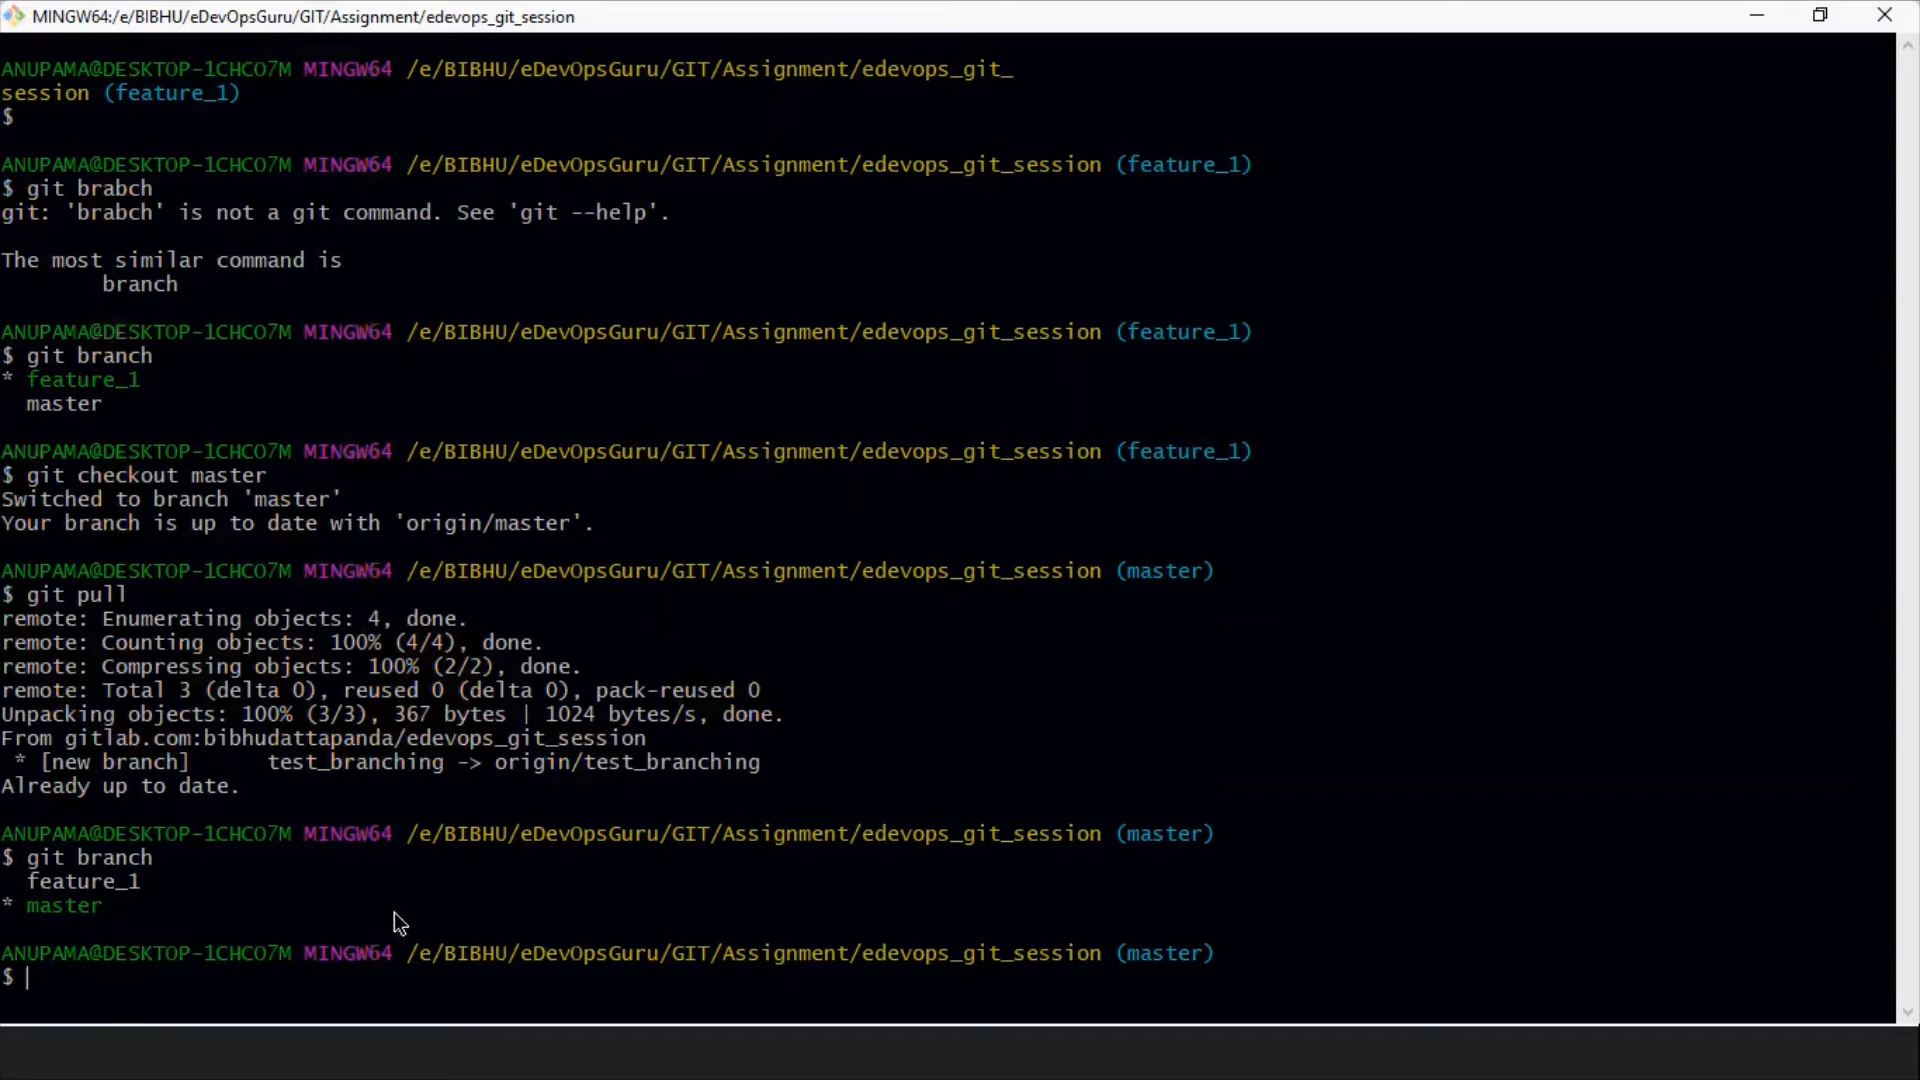 MINGW64:/e/BIBHU/eDevOpsGuru/GIT/Assignment/edevops_git_session
ANUPAMA@DESKTOP-1CHCO7M MINGW64 /e/BIBHU/eDevOpsGuru/GIT/Assignment/edevops_git_
session (feature_1)
$
ANUPAMA@DESKTOP-1CHCO7M MINGW64 /e/BIBHU/eDevOpsGuru/GIT/Assignment/edevops_git_session (feature_1)
$ git brabch
git: 'brabch' is not a git command. See 'git --help'.
The most similar command is
branch
ANUPAMA@DESKTOP-1CHCO7M MINGW64 /e/BIBHU/eDevOpsGuru/GIT/Assignment/edevops_git_session (feature_1)
$ git branch
* feature_1
master
ANUPAMA@DESKTOP-1CHCO7M MINGW64 /e/BIBHU/eDevOpsGuru/GIT/Assignment/edevops_git_session (feature_1)
$ git checkout master
Switched to branch 'master'
Your branch is up to date with 'origin/master'.
ANUPAMA@DESKTOP-1CHCO7M MINGW64 /e/BIBHU/eDevOpsGuru/GIT/Assignment/edevops_git_session (master)
$ git pull
remote: Enumerating objects: 4, done.
remote: Counting objects: 100% (4/4), done.
remote: Compressing objects: 100% (2/2), done.
remote: Total 3 (delta 0), reused 0 (delta 0), pack-reused 0
Unpacking objects: 100% (3/3), 367 bytes | 1024 bytes/s, done.
From gitlab.com:bibhudattapanda/edevops_git_session
* [new branch]      test_branching -> origin/test_branching
Already up to date.
ANUPAMA@DESKTOP-1CHCO7M MINGW64 /e/BIBHU/eDevOpsGuru/GIT/Assignment/edevops_git_session (master)
$ git branch
feature_1
* master
ANUPAMA@DESKTOP-1CHCO7M MINGW64 /e/BIBHU/eDevOpsGuru/GIT/Assignment/edevops_git_session (master)
$